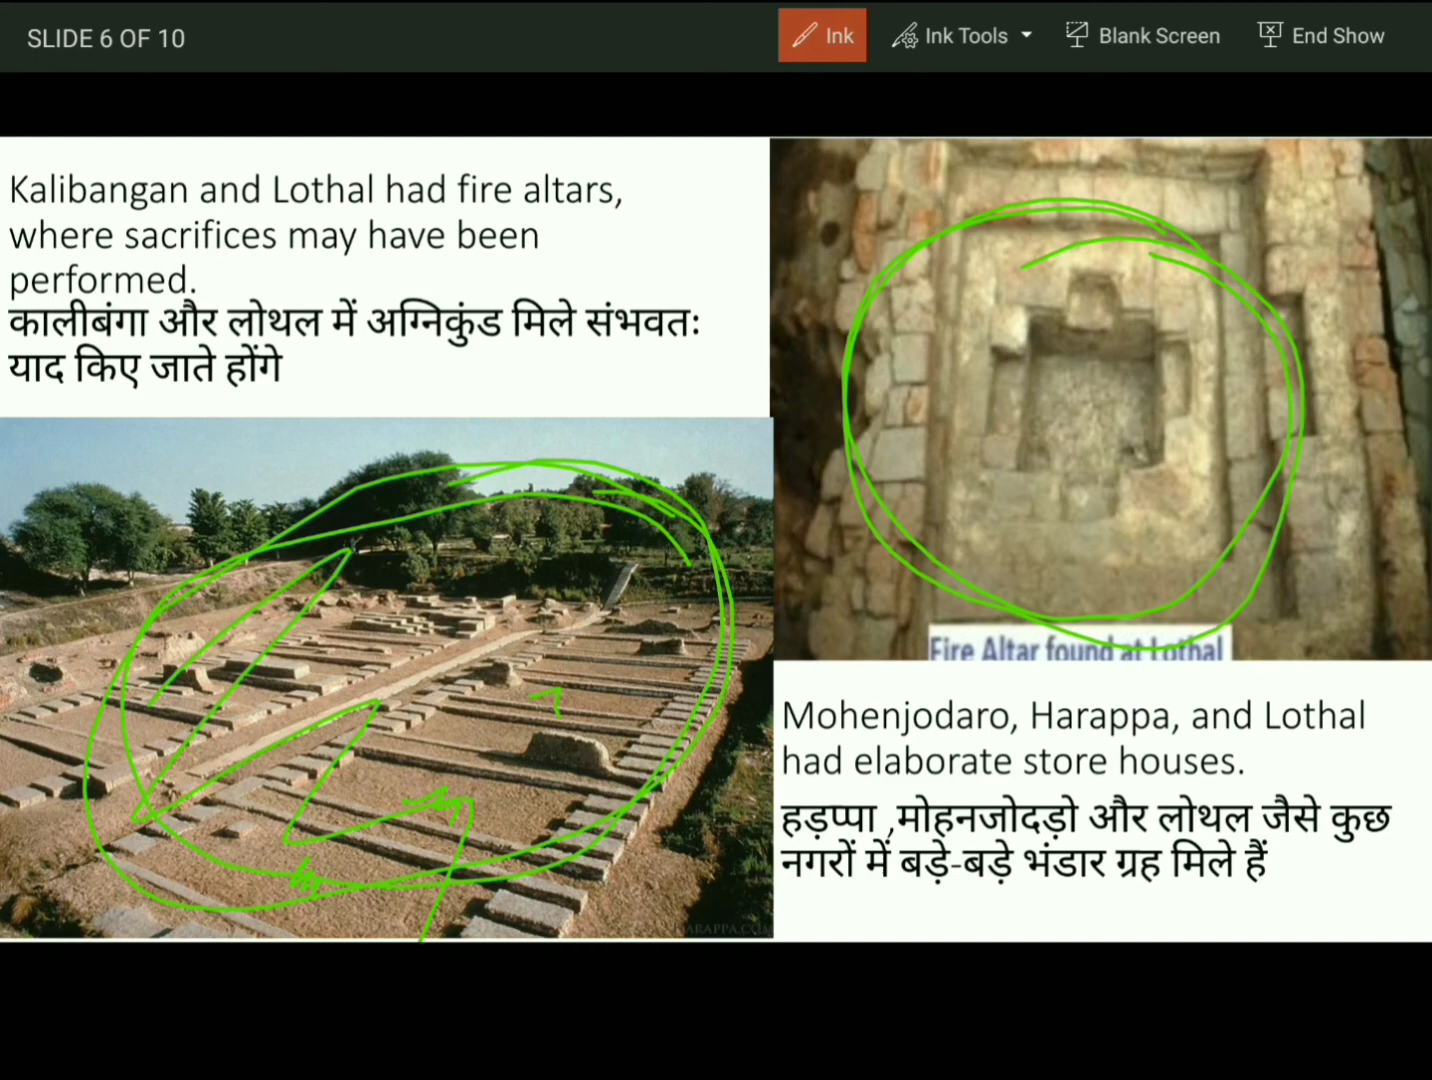 SLIDE 6 OF 10
Ink
Ink Tools
Blank Screen
End Show
Kalibangan and Lothal had fire altars,
where sacrifices may have been
performed.
कालीबंगा और लोथल में अग्निकुंड मिले संभवतः
याद किए जाते होंगे
Fire Altar found at Lothal
Mohenjodaro, Harappa, and Lothal
had elaborate store houses.
हड़प्पा ,मोहनजोदड़ो और लोथल जैसे कुछ
नगरों में बड़े-बड़े भंडार ग्रह मिले हैं